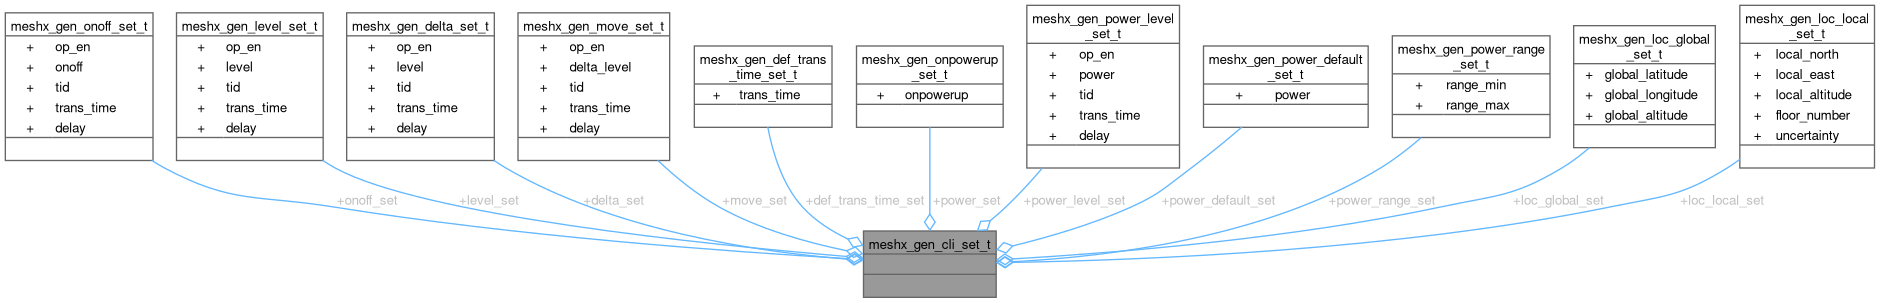 meshx_gen_onoff_set_t
+ op_en
+ onoff
+ tid
+ trans_time
+ delay
meshx_gen_level_set_t
+ op_en
+ level
+ tid
+ trans_time
+ delay
meshx_gen_delta_set_t
+ op_en
+ level
+ tid
+ trans_time
+ delay
meshx_gen_move_set_t
+ op_en
+ delta_level
+ tid
+ trans_time
+ delay
meshx_gen_def_trans
_time_set_t
+ trans_time
meshx_gen_onpowerup
_set_t
+ onpowerup
meshx_gen_power_level
_set_t
+ op_en
+ power
+ tid
+ trans_time
+ delay
meshx_gen_power_default
_set_t
+ power
meshx_gen_power_range
_set_t
+ range_min
+ range_max
meshx_gen_loc_global
_set_t
+ global_latitude
+ global_longitude
+ global_altitude
meshx_gen_loc_local
_set_t
+ local_north
+ local_east
+ local_altitude
+ floor_number
+ uncertainty
+onoff_set
+level_set
+delta_set
+move_set
+def_trans_time_set
+power_set
+power_level_set
+power_default_set
+power_range_set
+loc_global_set
+loc_local_set
meshx_gen_cli_set_t